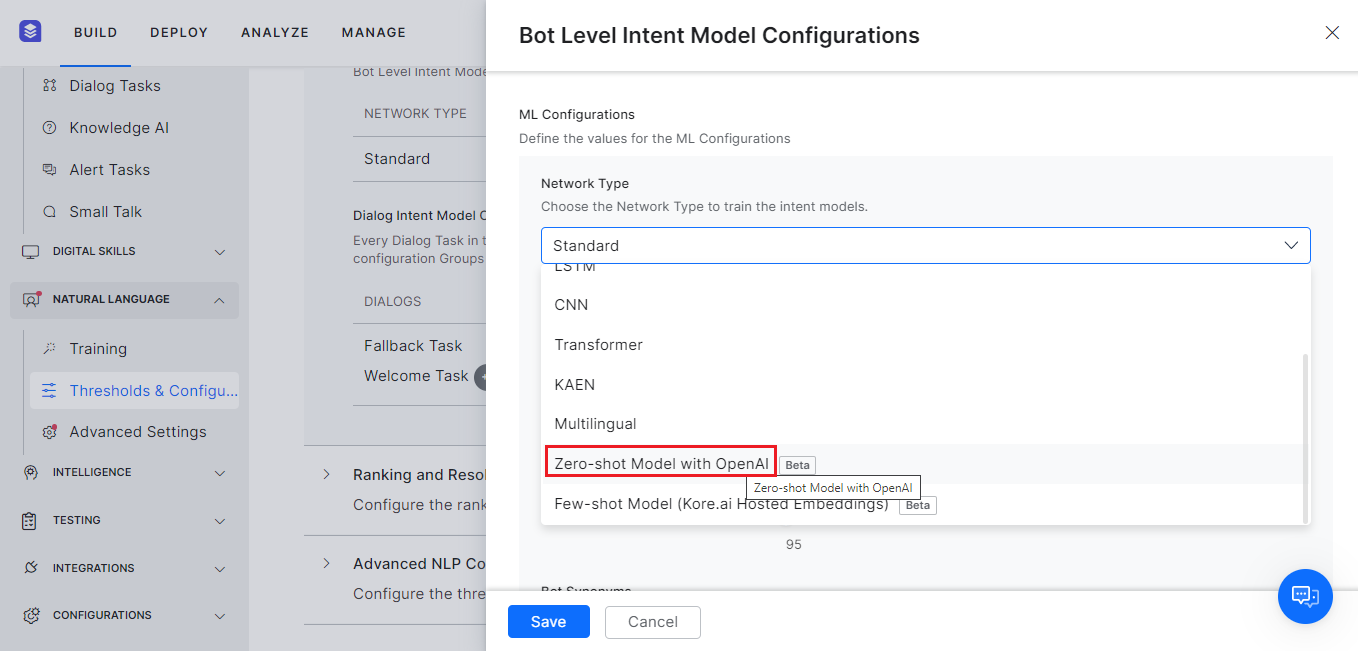 BUILD
DEPLOY
ANALYZE
MANAGE
Dialog Tasks
Knowledge AI
Alert Tasks
Small Talk
DIGITAL SKILLS
NATURAL LANGUAGE
Training
Thresholds & Configu...
Advanced Settings
INTELLIGENCE
TESTING
INTEGRATIONS
CONFIGURATIONS
Bot Level Intent Mode
NETWORK TYPE
Standard
Dialog Intent Model C
Every Dialog Task in t
configuration Groups
DIALOGS
Fallback Task
Welcome Task
Ranking and Resol
Configure the rank
Advanced NLP Co
Configure the thre
Bot Level Intent Model Configurations
ML Configurations
Define the values for the ML Configurations
Network Type
Choose the Network Type to train the intent models.
Standard
LSTM
CNN
Transformer
KAEN
Multilingual
Zero-shot Model with OpenAI Beta
Zero-shot Model with OpenAI
Few-shot Model (Kore.ai Hosted Embeddings) Beta
95
Bot Synonyms
Save
Cancel